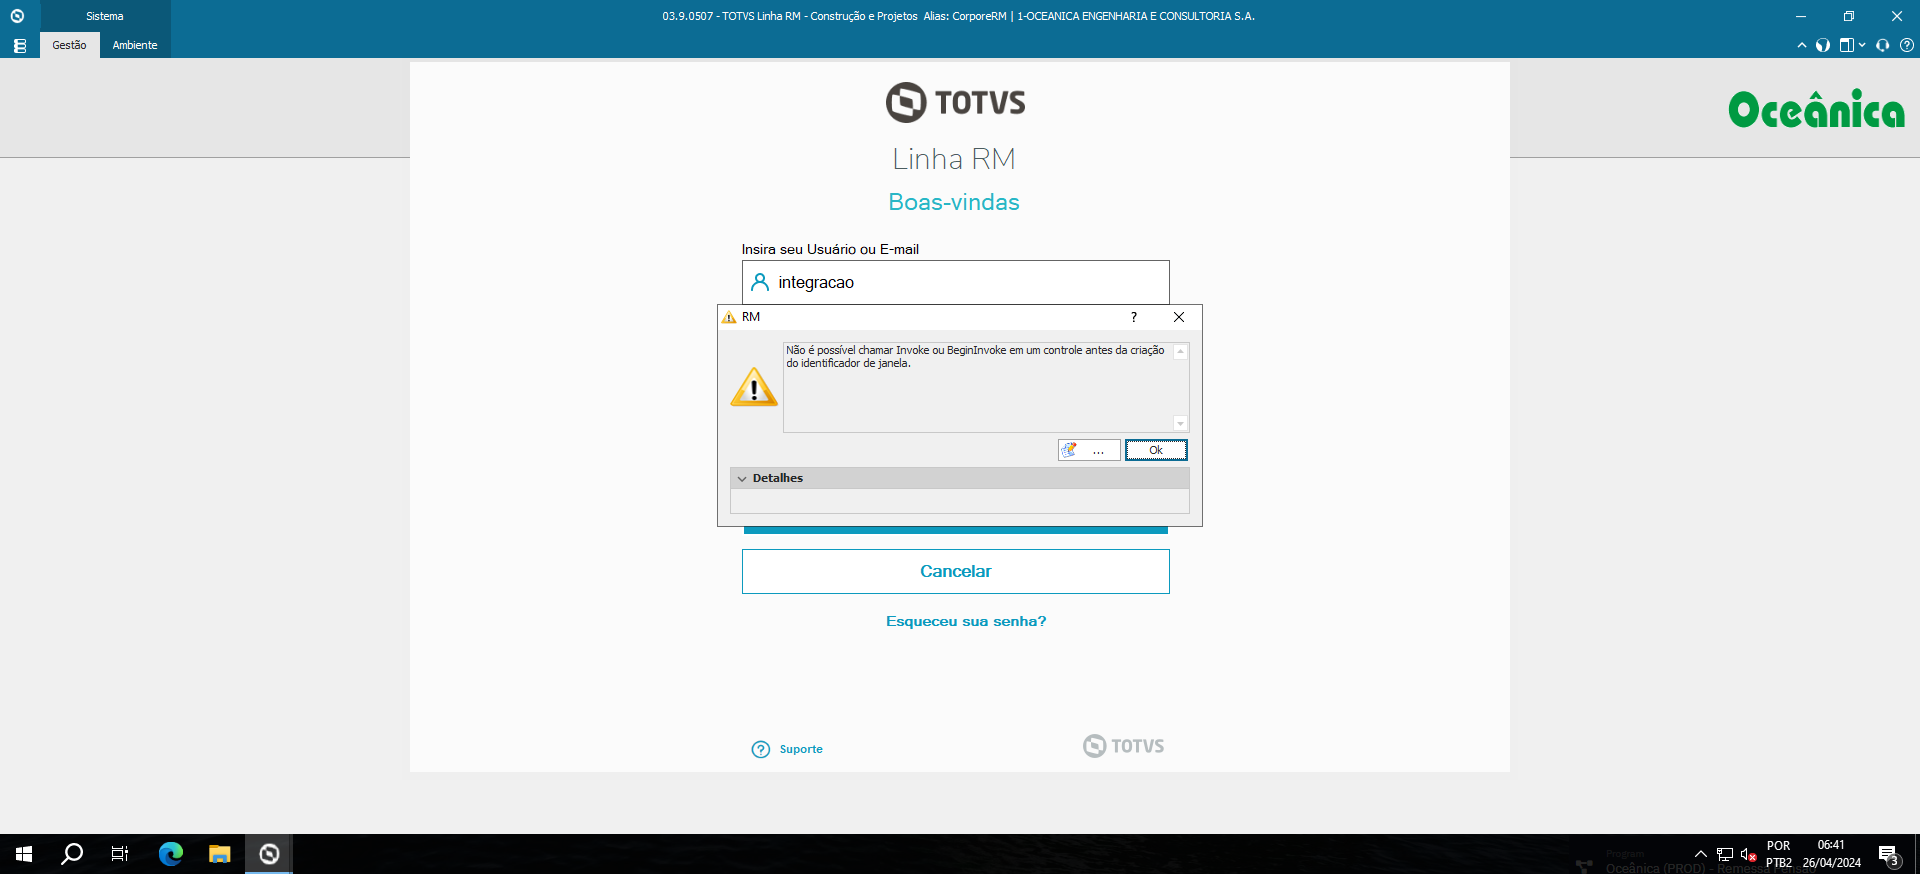 Sistema
03.9.0507 - TOTVS Linha RM - Construção e Projetos  Alias: CorporeRM | 1-OCEANICA ENGENHARIA E CONSULTORIA S.A.
Gestão
Ambiente
TOTVS
Oceânica
Linha RM
Boas-vindas
Insira seu Usuário ou E-mail
integracao
RM
?
Não é possível chamar Invoke ou BeginInvoke em um controle antes da criação
do identificador de janela.
...
Ok
Detalhes
Cancelar
Esqueceu sua senha?
Suporte
TOTVS
POR
06:41
PTB2
26/04/2024
3
Program
Oceânica (PROD) - Remessa Pensão